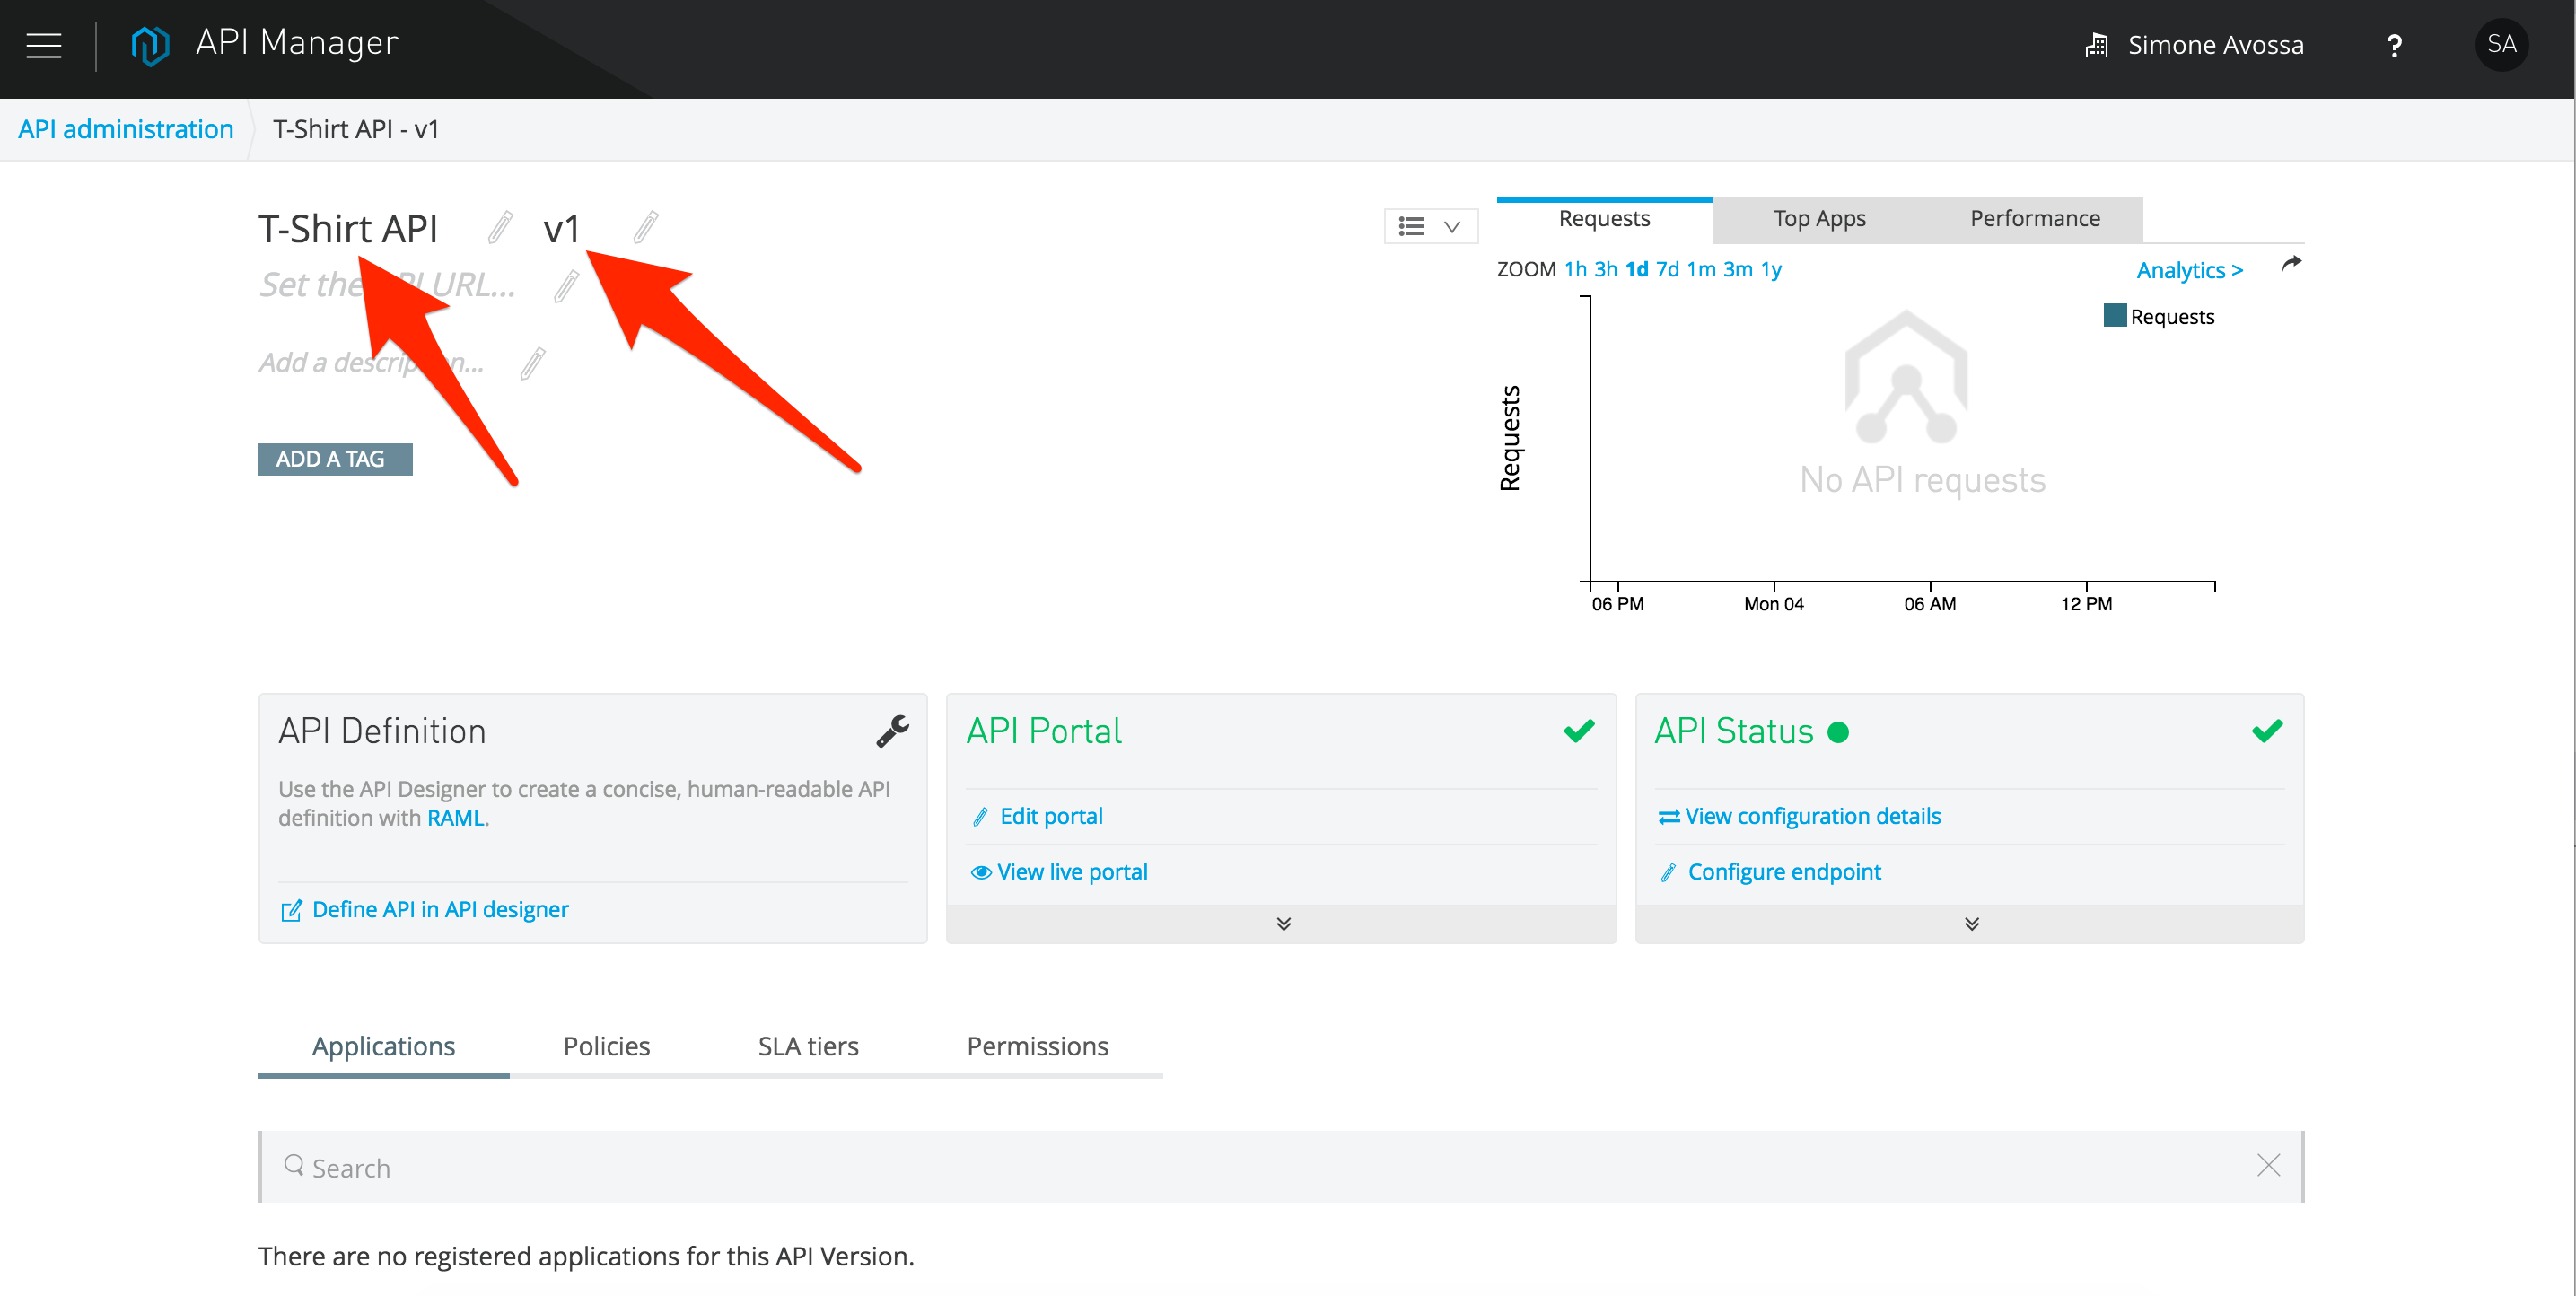 API Manager
Simone Avossa
?
SA
API administration
T-Shirt API - v1
T-Shirt API
v1
Set the PI URL...
Add a descrip n...
ADD A TAG
Requests
Top Apps
Performance
ZOOM 1h 3h 1d 7d 1m 3m 1y
Analytics >
Requests
Requests
No API requests
06 PM
Mon 04
06 AM
12 PM
API Definition
Use the API Designer to create a concise, human-readable API
definition with RAML.
Define API in API designer
API Portal
Edit portal
View live portal
API Status
View configuration details
Configure endpoint
Applications
Policies
SLA tiers
Permissions
Search
There are no registered applications for this API Version.